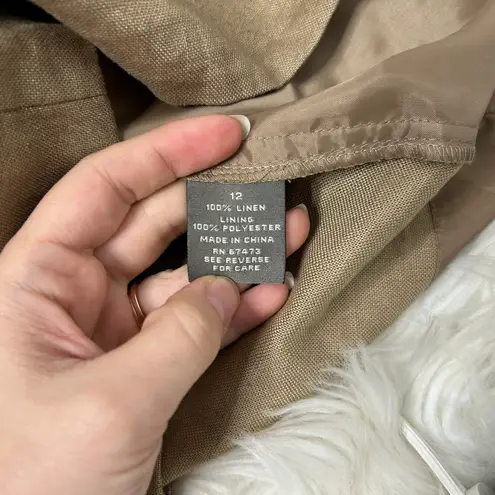 12
100% LINEN
LINING
100% POLYESTER
MADE IN CHINA
RN 67473
SEE REVERSE
FOR CARE